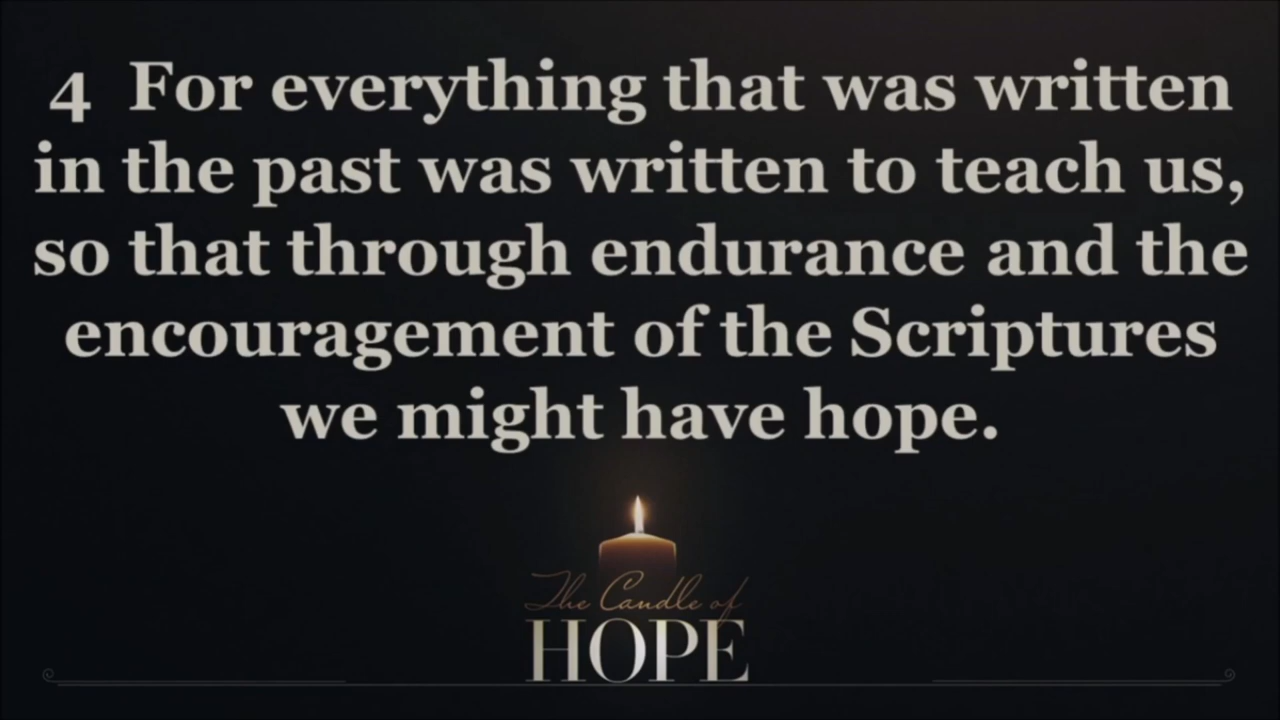 4 For everything that was written
in the past was written to teach us,
so that through endurance and the
encouragement of the Scriptures
we might have hope.
The Candle of
HOPE